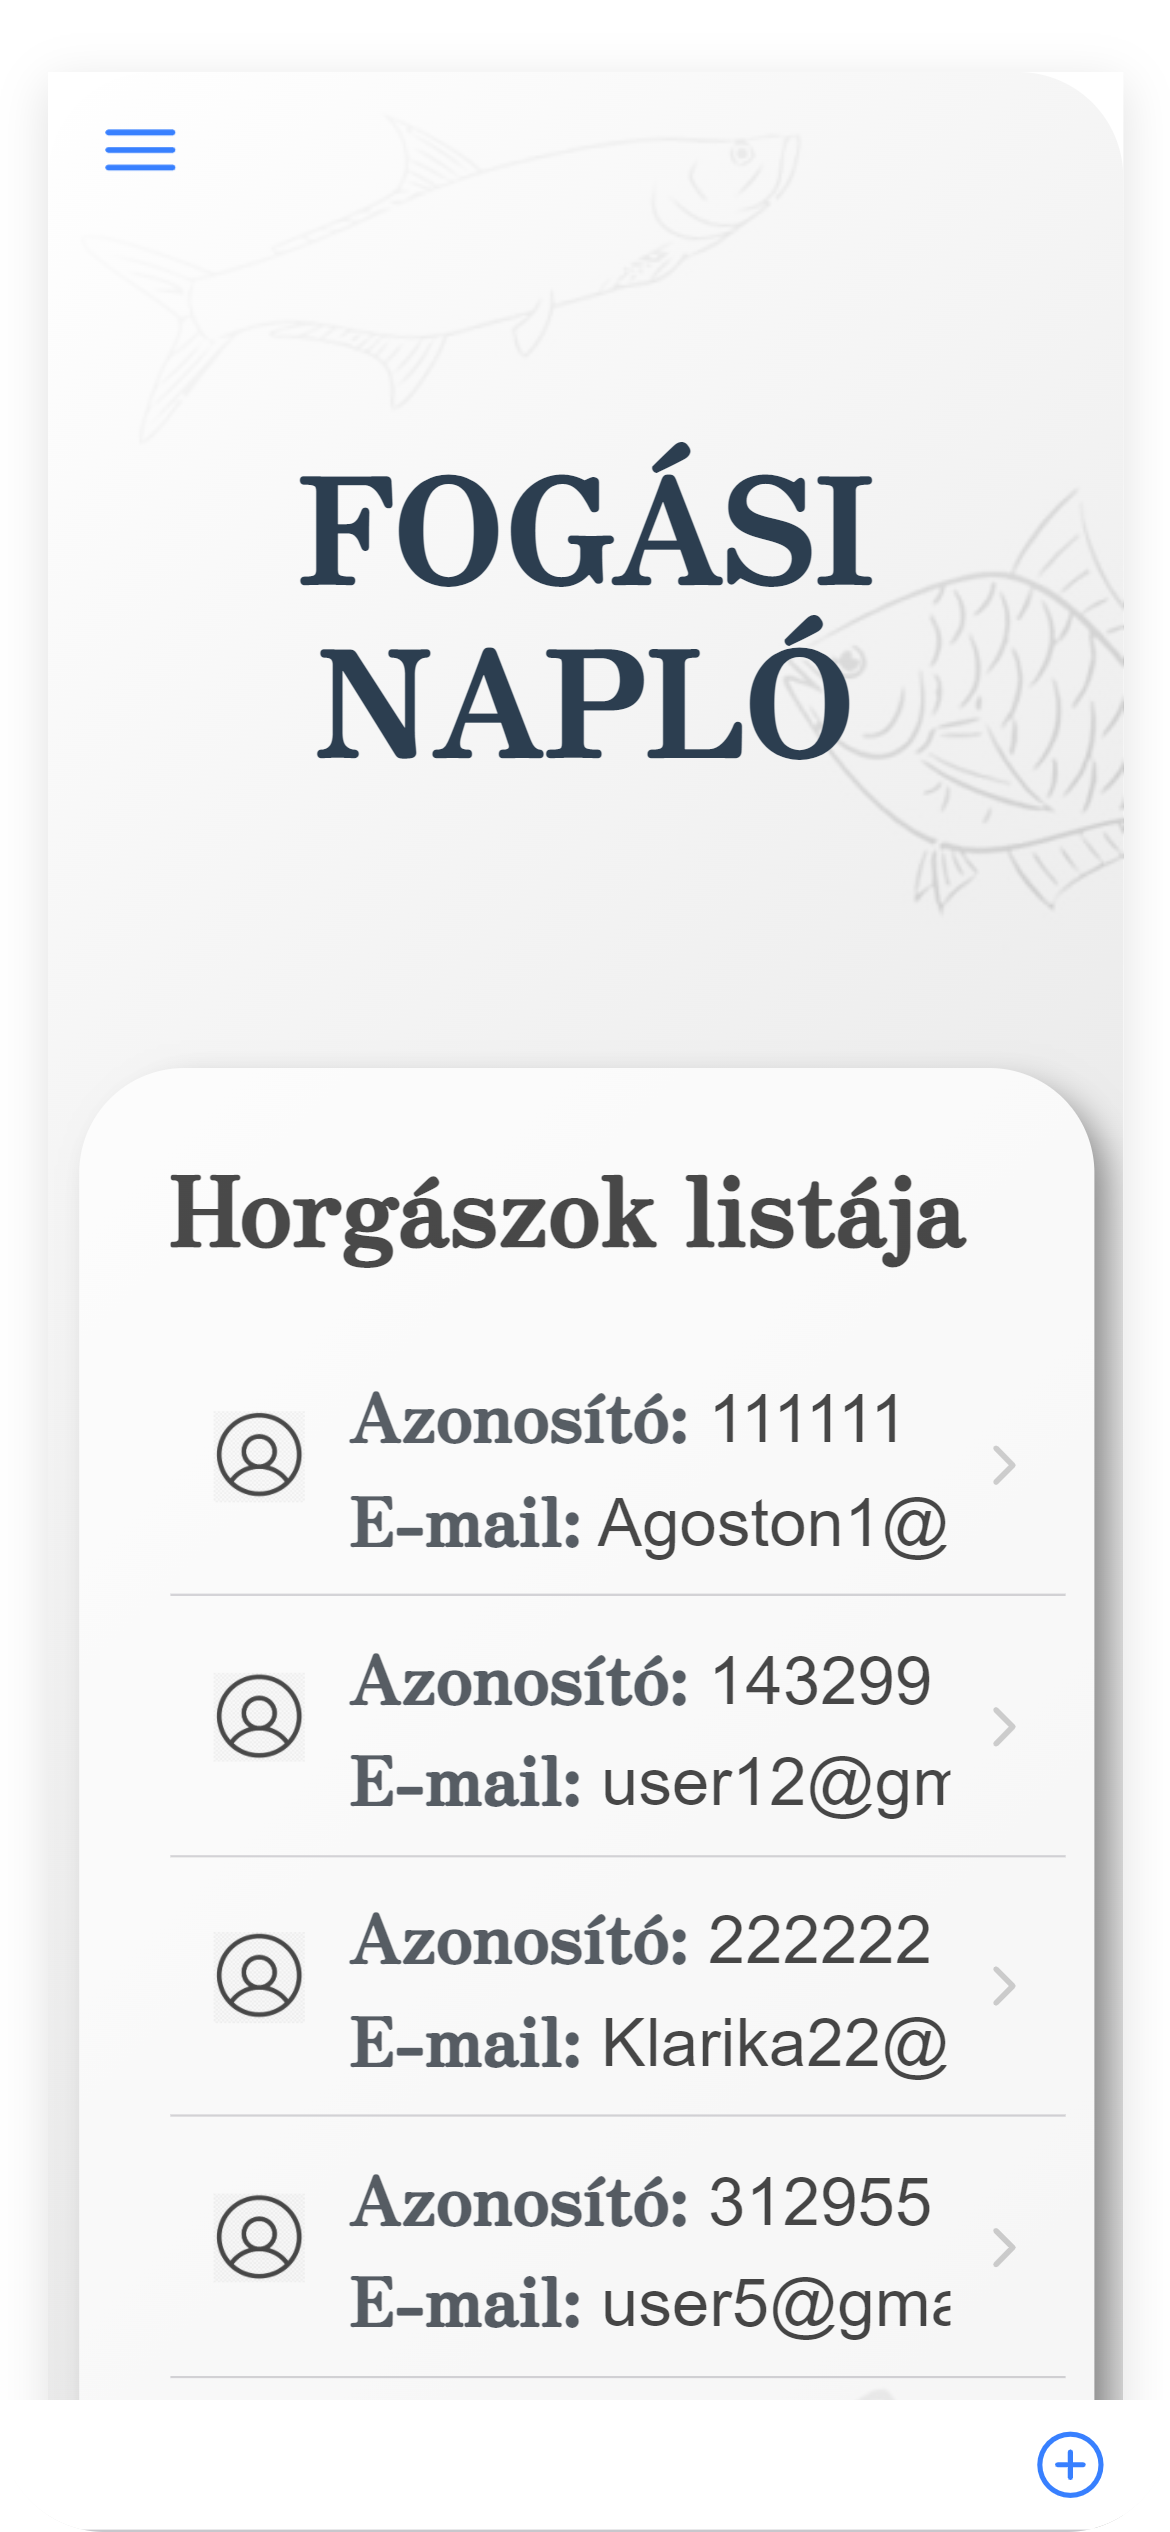 FOGÁSI
NAPLÓ
Horgászok listája
Azonosító: 111111
E-mail: Agoston1@
Azonosító: 143299
E-mail: user12@gm
Azonosító: 222222
E-mail: Klarika22@
Azonosító: 312955
E-mail: user5@gma